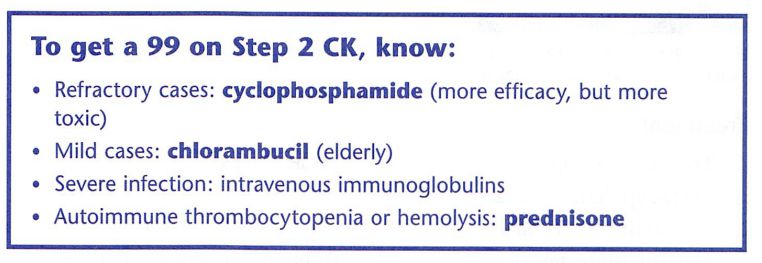 To get a 99 on Step 2 CK, know:
• Refractory cases: cyclophosphamide (more efficacy, but more
toxic)
• Mild cases: chlorambucil (elderly)
• Severe infection: intravenous immunoglobulins
• Autoimmune thrombocytopenia or hemolysis: prednisone